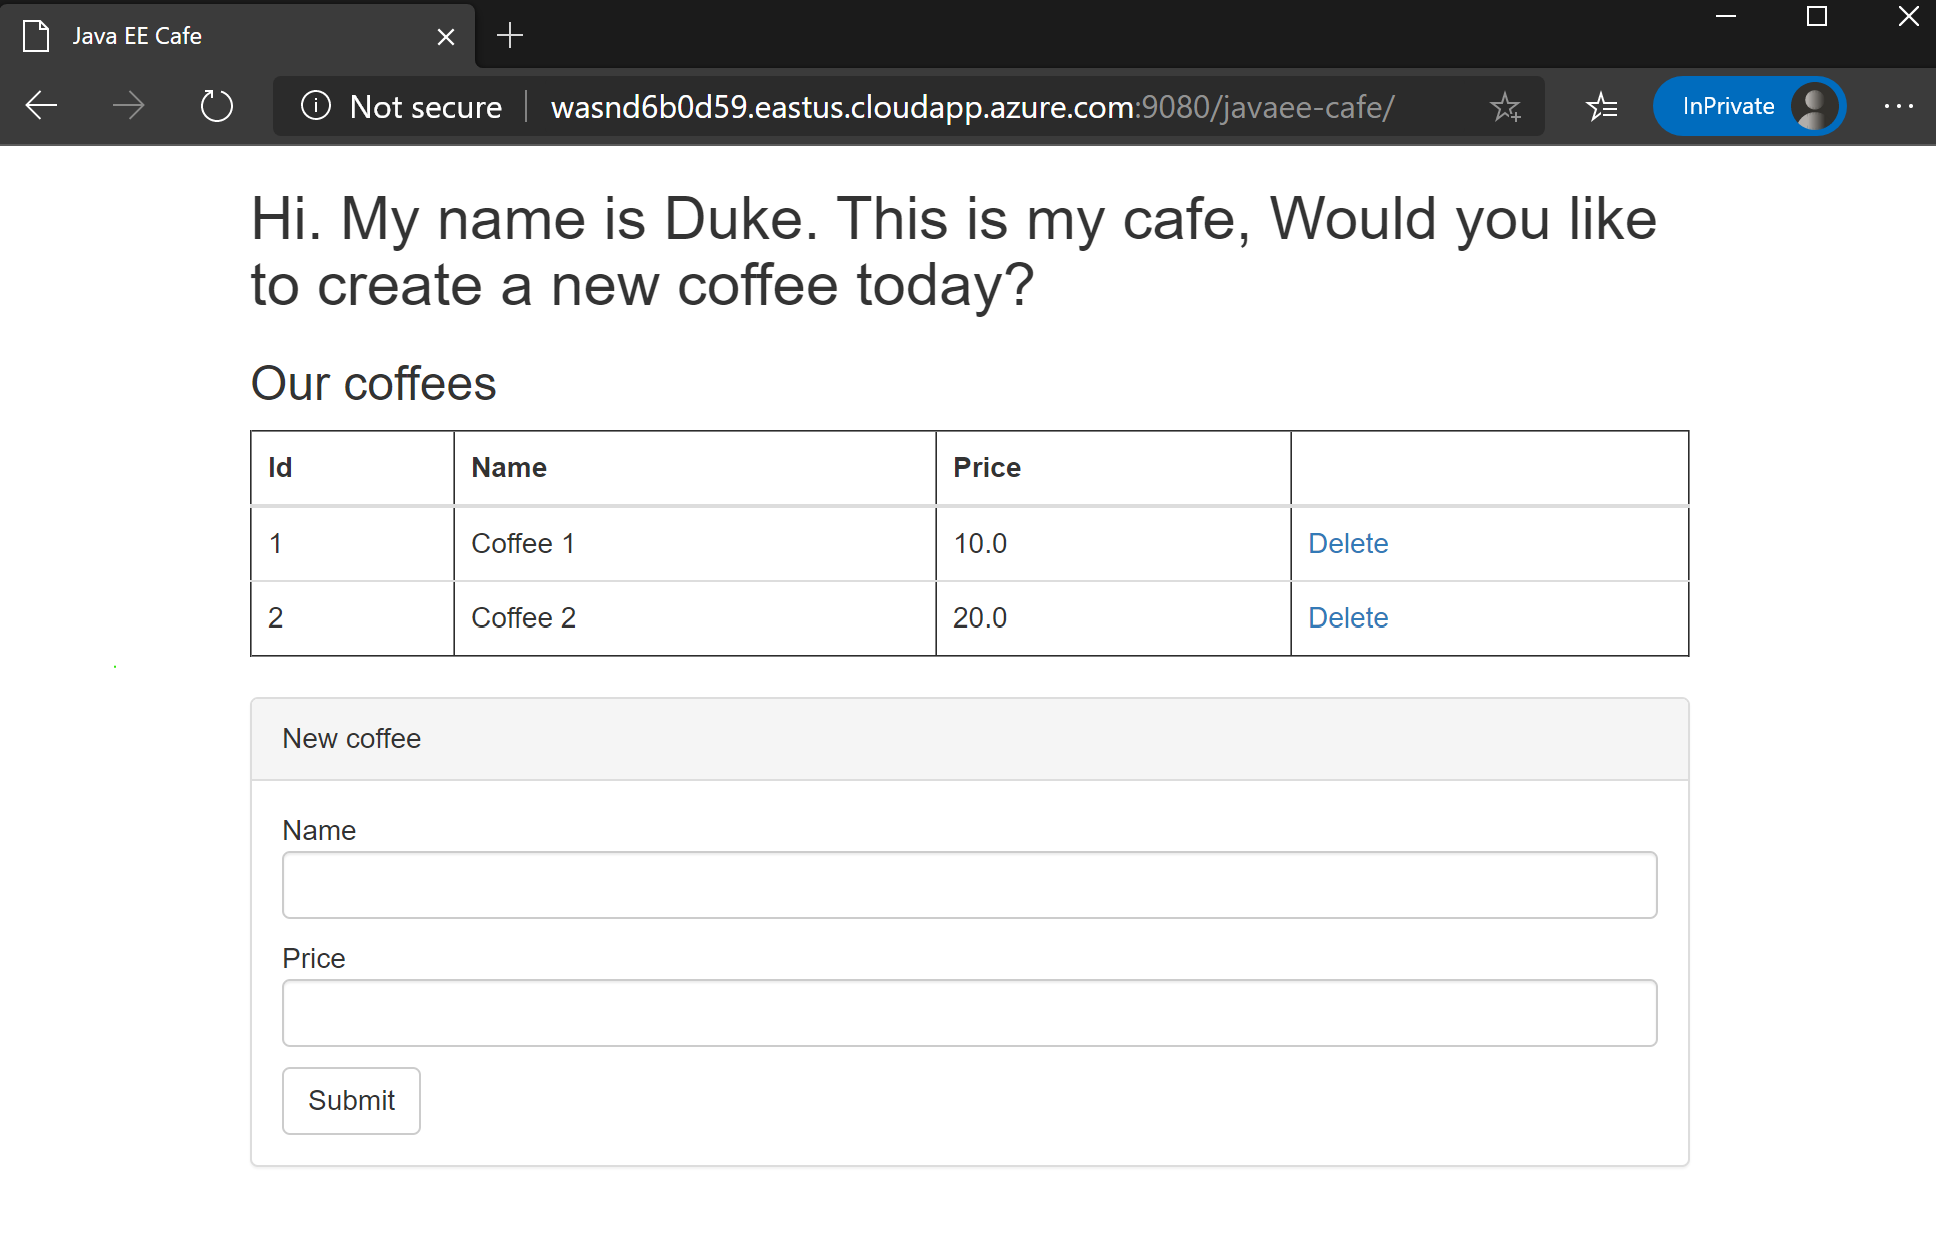 Java EE Cafe
Not secure wasnd6b0d59.eastus.cloudapp.azure.com:9080/javaee-cafe/ InPrivate
Hi. My name is Duke. This is my cafe, Would you like
to create a new coffee today?
Our coffees
Id Name Price
1 Coffee 1 10.0 Delete
2 Coffee 2 20.0 Delete
New coffee
Name
Price
Submit